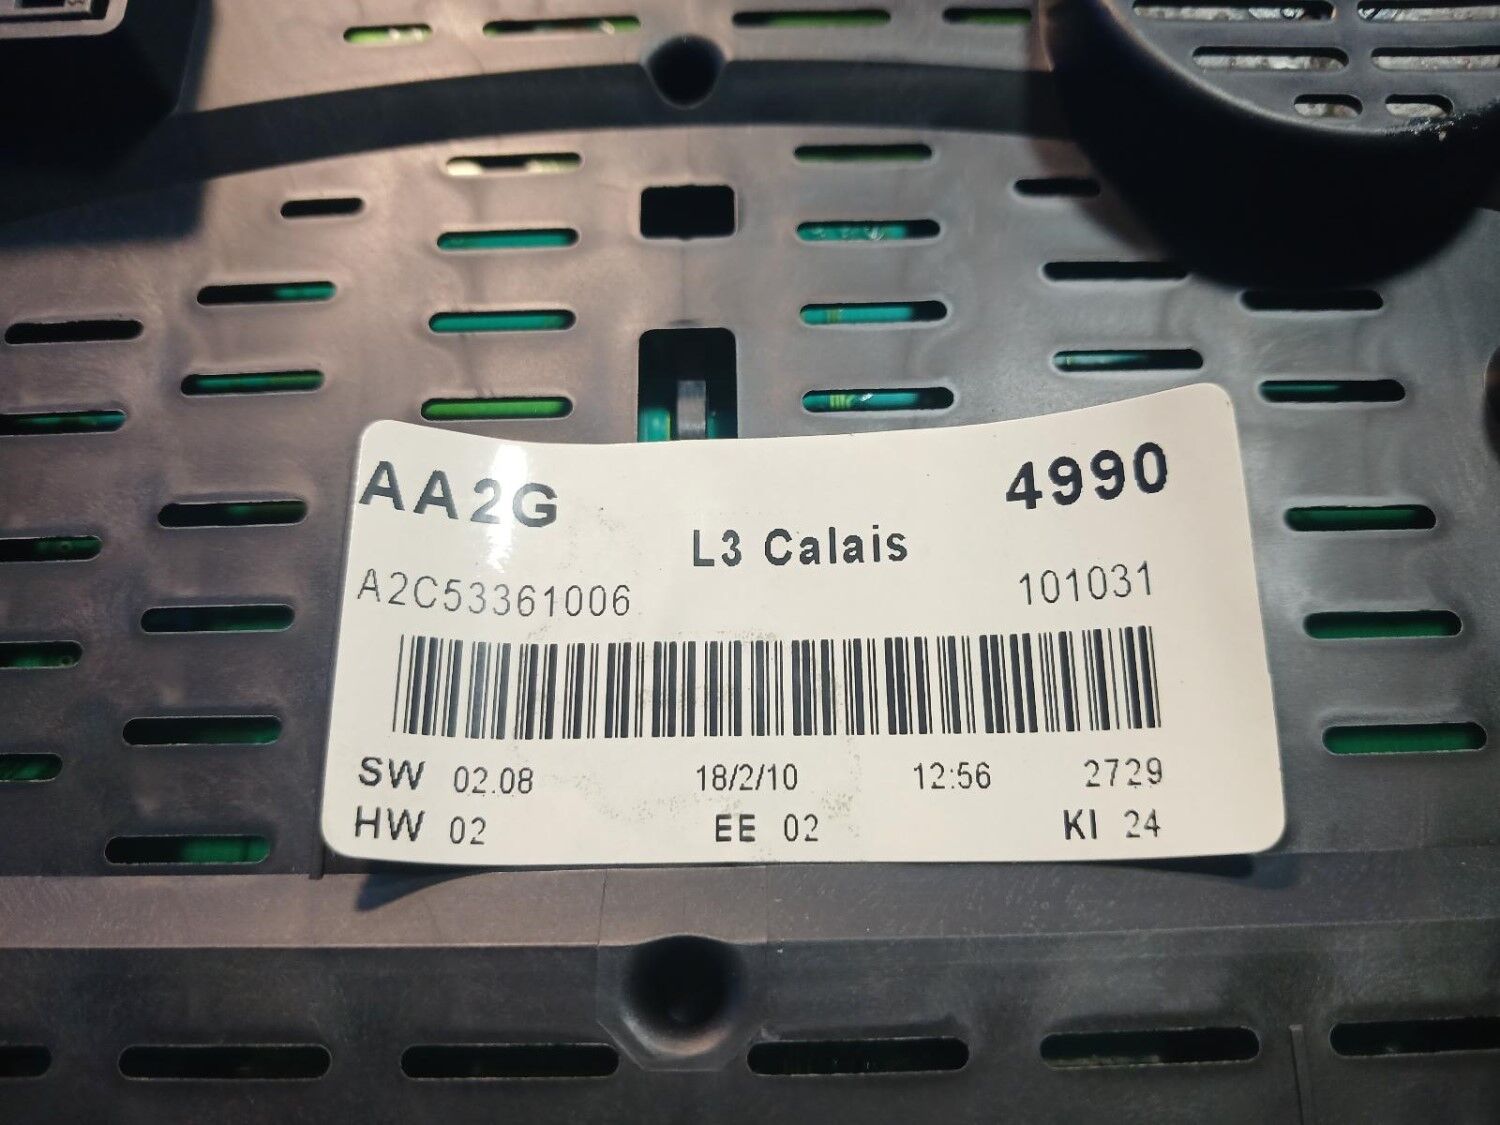 AA2G 4990
L3 Calais
A2C53361006 101031
SW 02.08 18/2/10 12:56 2729
HW 02 EE 02 KI 24